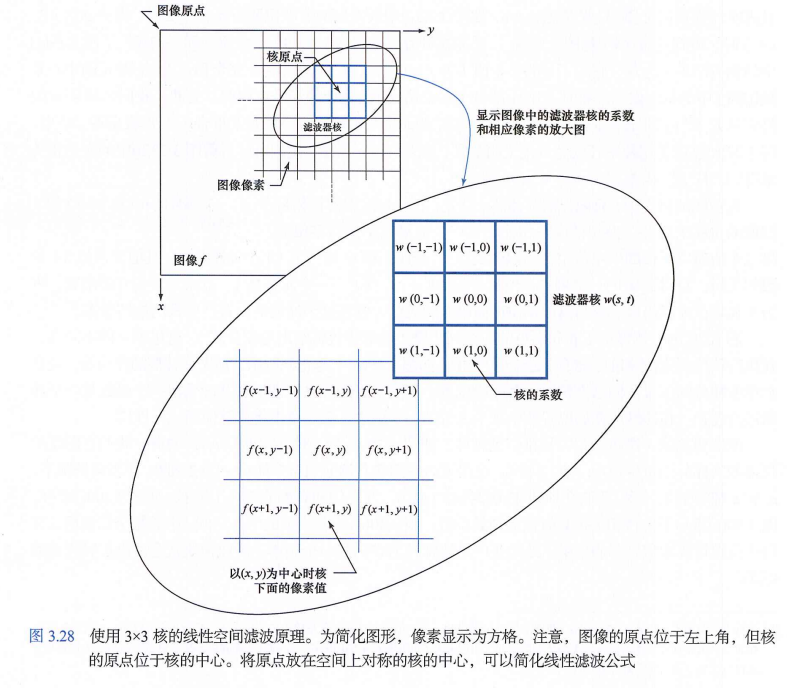 图像原点
y
核原点
滤波器核
图像像素
显示图像中的滤波器核的系数
和相应像素的放大图
图像 f
x
w (-1,-1) w (-1,0) w (-1,1)
w (0,-1) w (0,0) w (0,1) 滤波器核 w(s, t)
w (1,-1) w (1,0) w (1,1)
核的系数
f(x-1, y-1) f(x-1, y) f(x-1, y+1)
f(x, y-1) f(x, y) f(x, y+1)
f(x+1, y-1) f(x+1, y) f(x+1, y+1)
以(x, y)为中心时核
下面的像素值
图 3.28 使用 3×3 核的线性空间滤波原理。为简化图形，像素显示为方格。注意，图像的原点位于左上角，但核
的原点位于核的中心。将原点放在空间上对称的核的中心，可以简化线性滤波公式